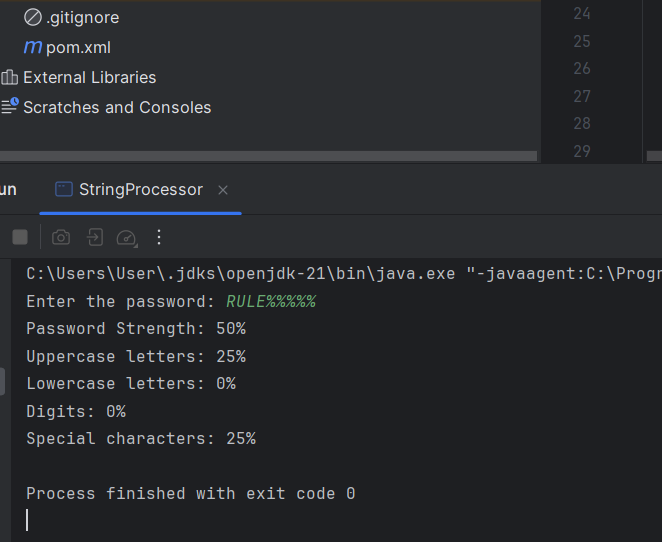 .gitignore
m pom.xml
External Libraries
Scratches and Consoles
24
25
26
27
28
29
un
StringProcessor
C:\Users\User\.jdks\openjdk-21\bin\java.exe "-javaagent:C:\Progr
Enter the password: RULE%%%%%
Password Strength: 50%
Uppercase letters: 25%
Lowercase letters: 0%
Digits: 0%
Special characters: 25%
Process finished with exit code 0